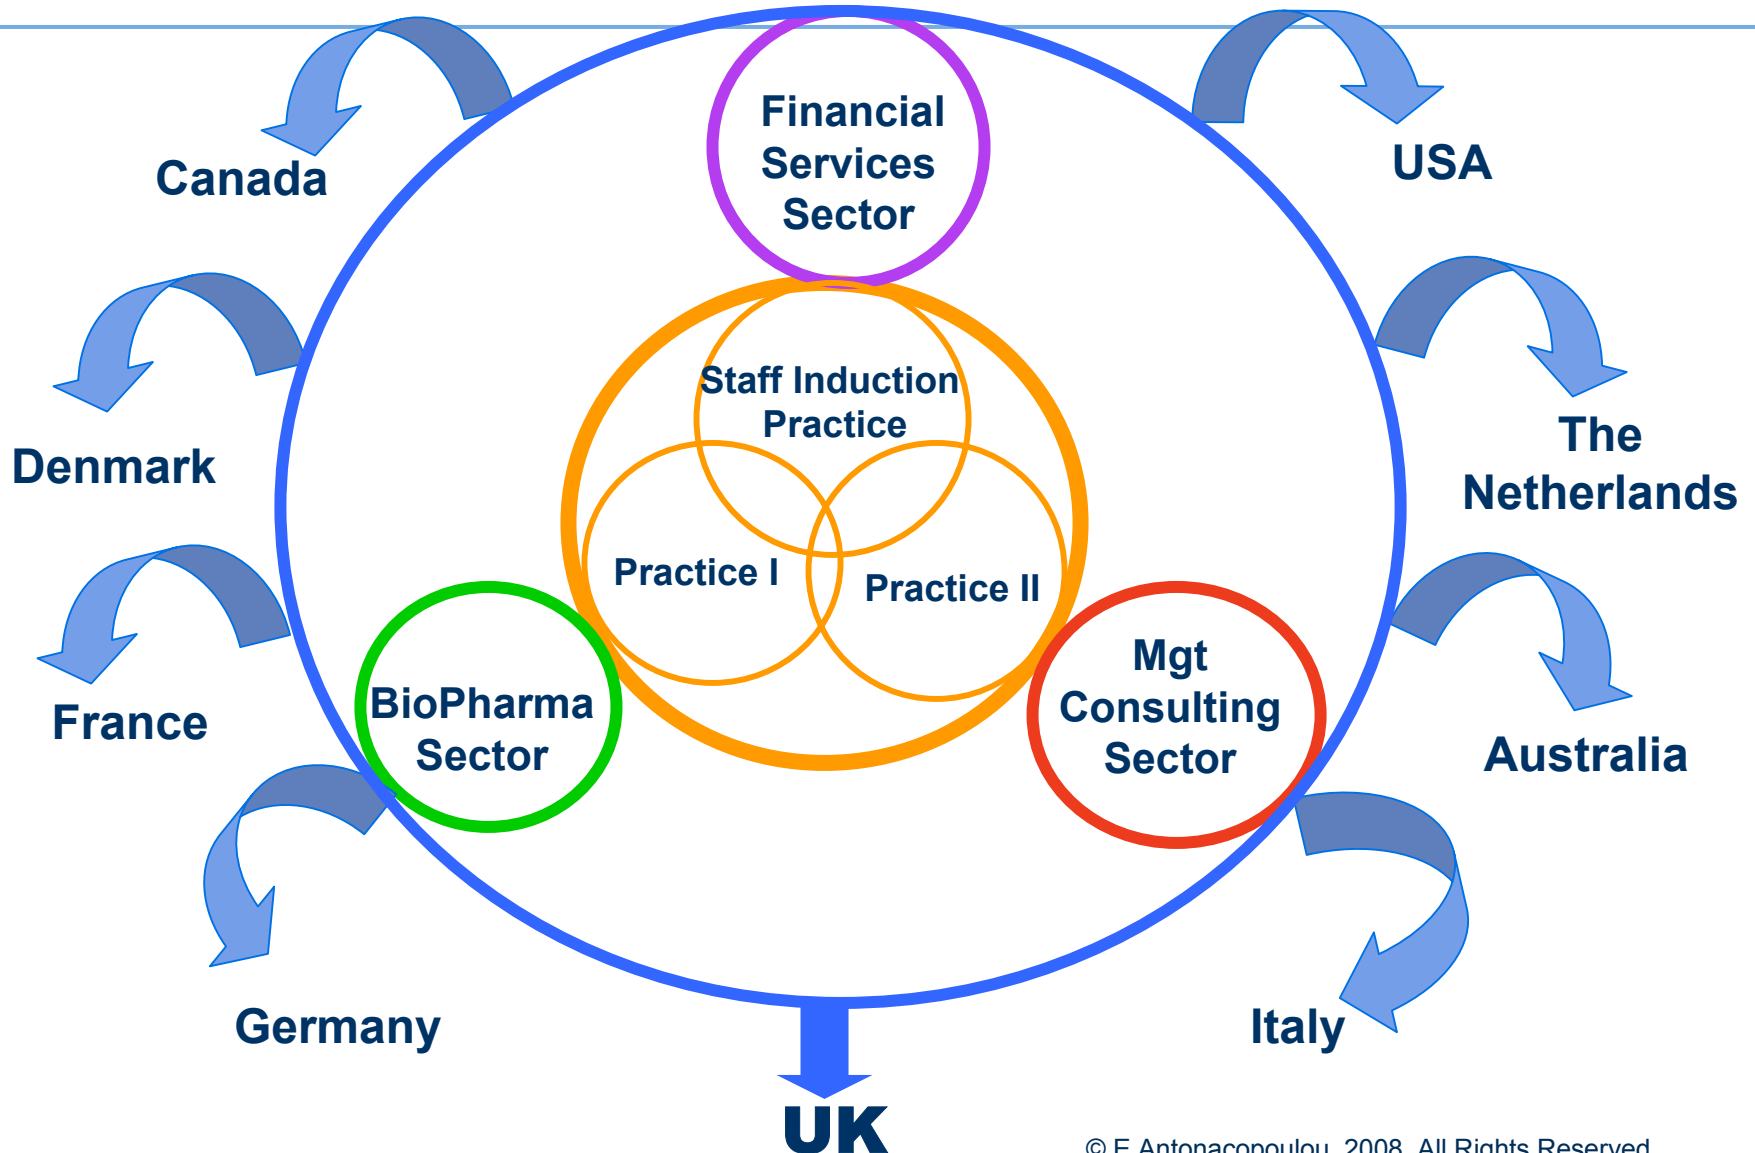 Financial
Services
Sector
Canada
USA
Staff Induction
Practice
Denmark
The
Netherlands
Practice I
Practice II
BioPharma
Sector
Mgt
Consulting
Sector
France
Australia
Germany
Italy
UK
© E.Antonacopoulou, 2008, All Rights Reserved